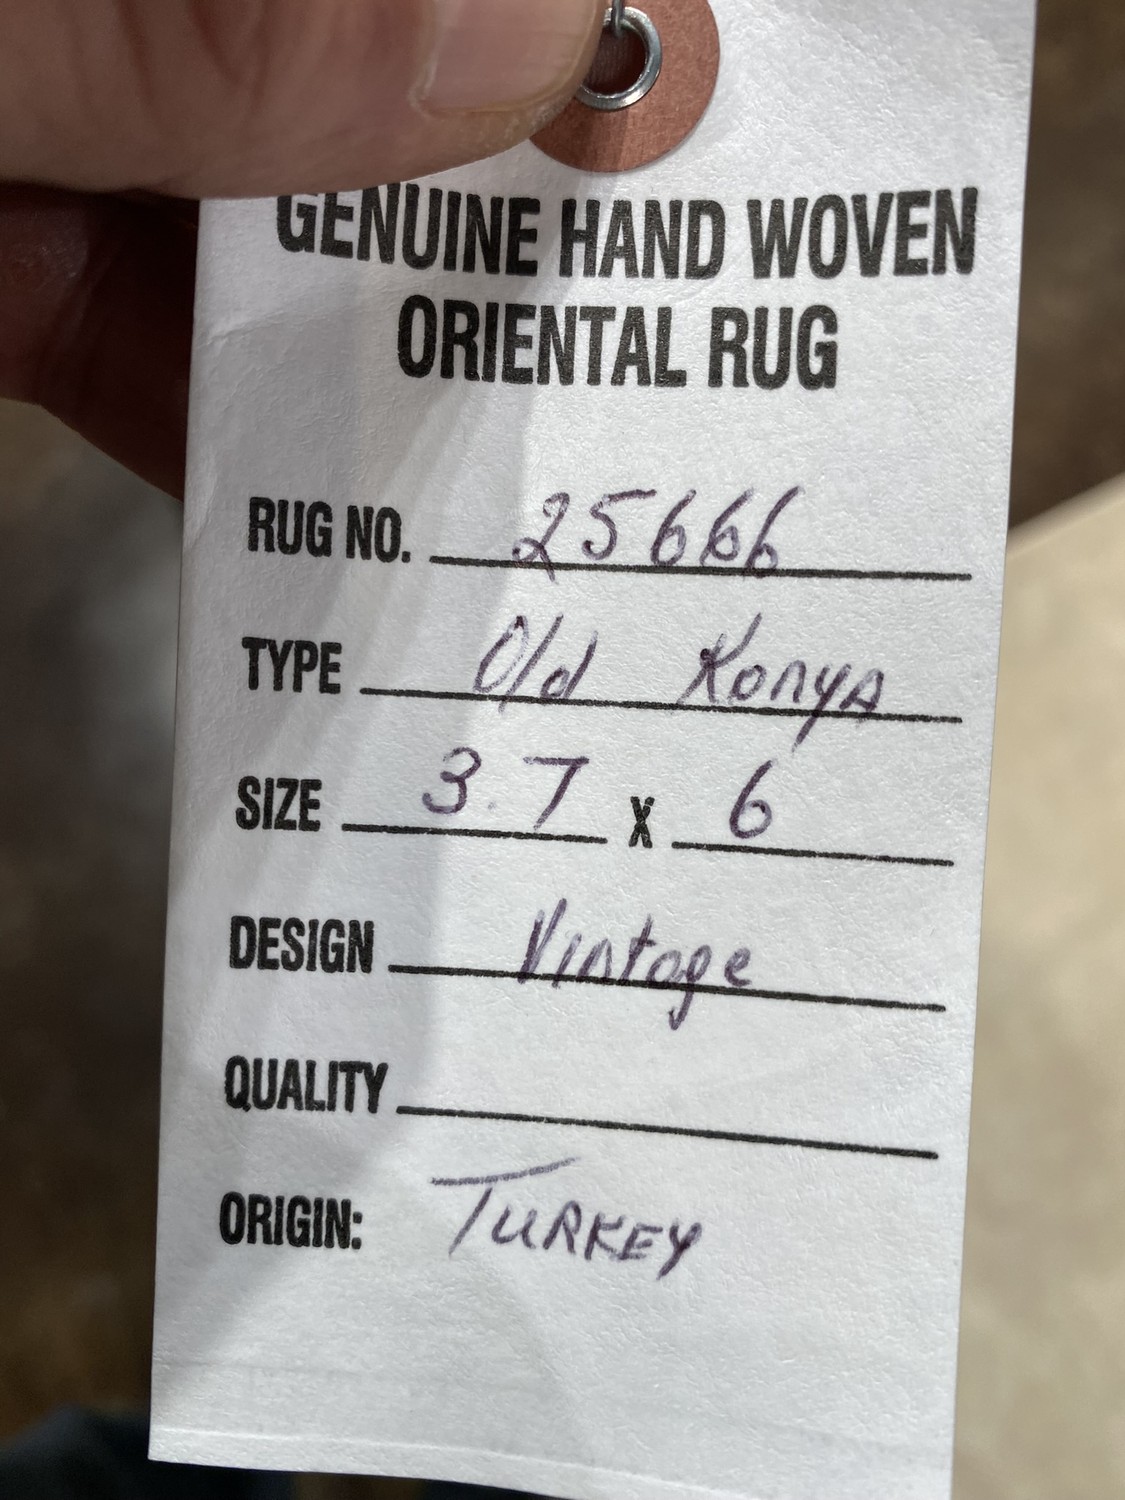 GENUINE HAND WOVEN
ORIENTAL RUG
RUG NO. 25666
TYPE Old Konya
SIZE 3.7 X 6
DESIGN Vintage
QUALITY
ORIGIN: TURKEY